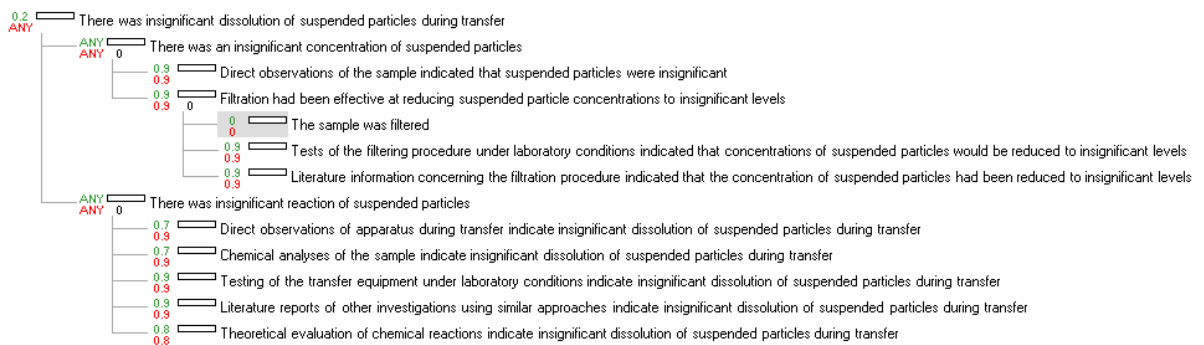 0.2 There was insignificant dissolution of suspended particles during transfer
ANY
ANY There was an insignificant concentration of suspended particles
ANY 0
0.9 Direct observations of the sample indicated that suspended particles were insignificant
0.9
0.9 Filtration had been effective at reducing suspended particle concentrations to insignificant levels
0.9 0
0 The sample was filtered
0
0.9 Tests of the filtering procedure under laboratory conditions indicated that concentrations of suspended particles would be reduced to insignificant levels
0.9
0.9 Literature information concerning the filtration procedure indicated that the concentration of suspended particles had been reduced to insignificant levels
0.9
ANY There was insignificant reaction of suspended particles
ANY 0
0.7 Direct observations of apparatus during transfer indicate insignificant dissolution of suspended particles during transfer
0.9
0.7 Chemical analyses of the sample indicate insignificant dissolution of suspended particles during transfer
0.9
0.9 Testing of the transfer equipment under laboratory conditions indicate insignificant dissolution of suspended particles during transfer
0.9
0.9 Literature reports of other investigations using similar approaches indicate insignificant dissolution of suspended particles during transfer
0.9
0.8 Theoretical evaluation of chemical reactions indicate insignificant dissolution of suspended particles during transfer
0.8